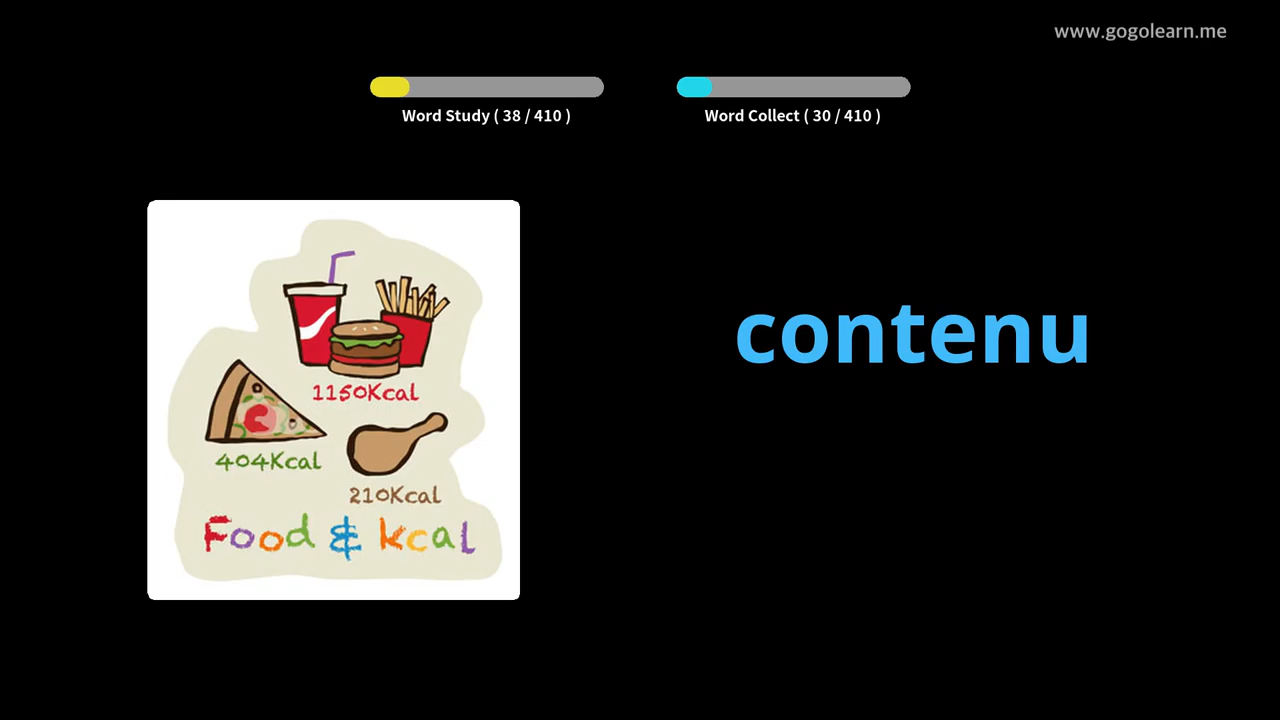 www.gogolearn.me
Word Study ( 38 / 410 )
Word Collect ( 30 / 410 )
1150Kcal
404Kcal
210Kcal
Food & kcal
contenu